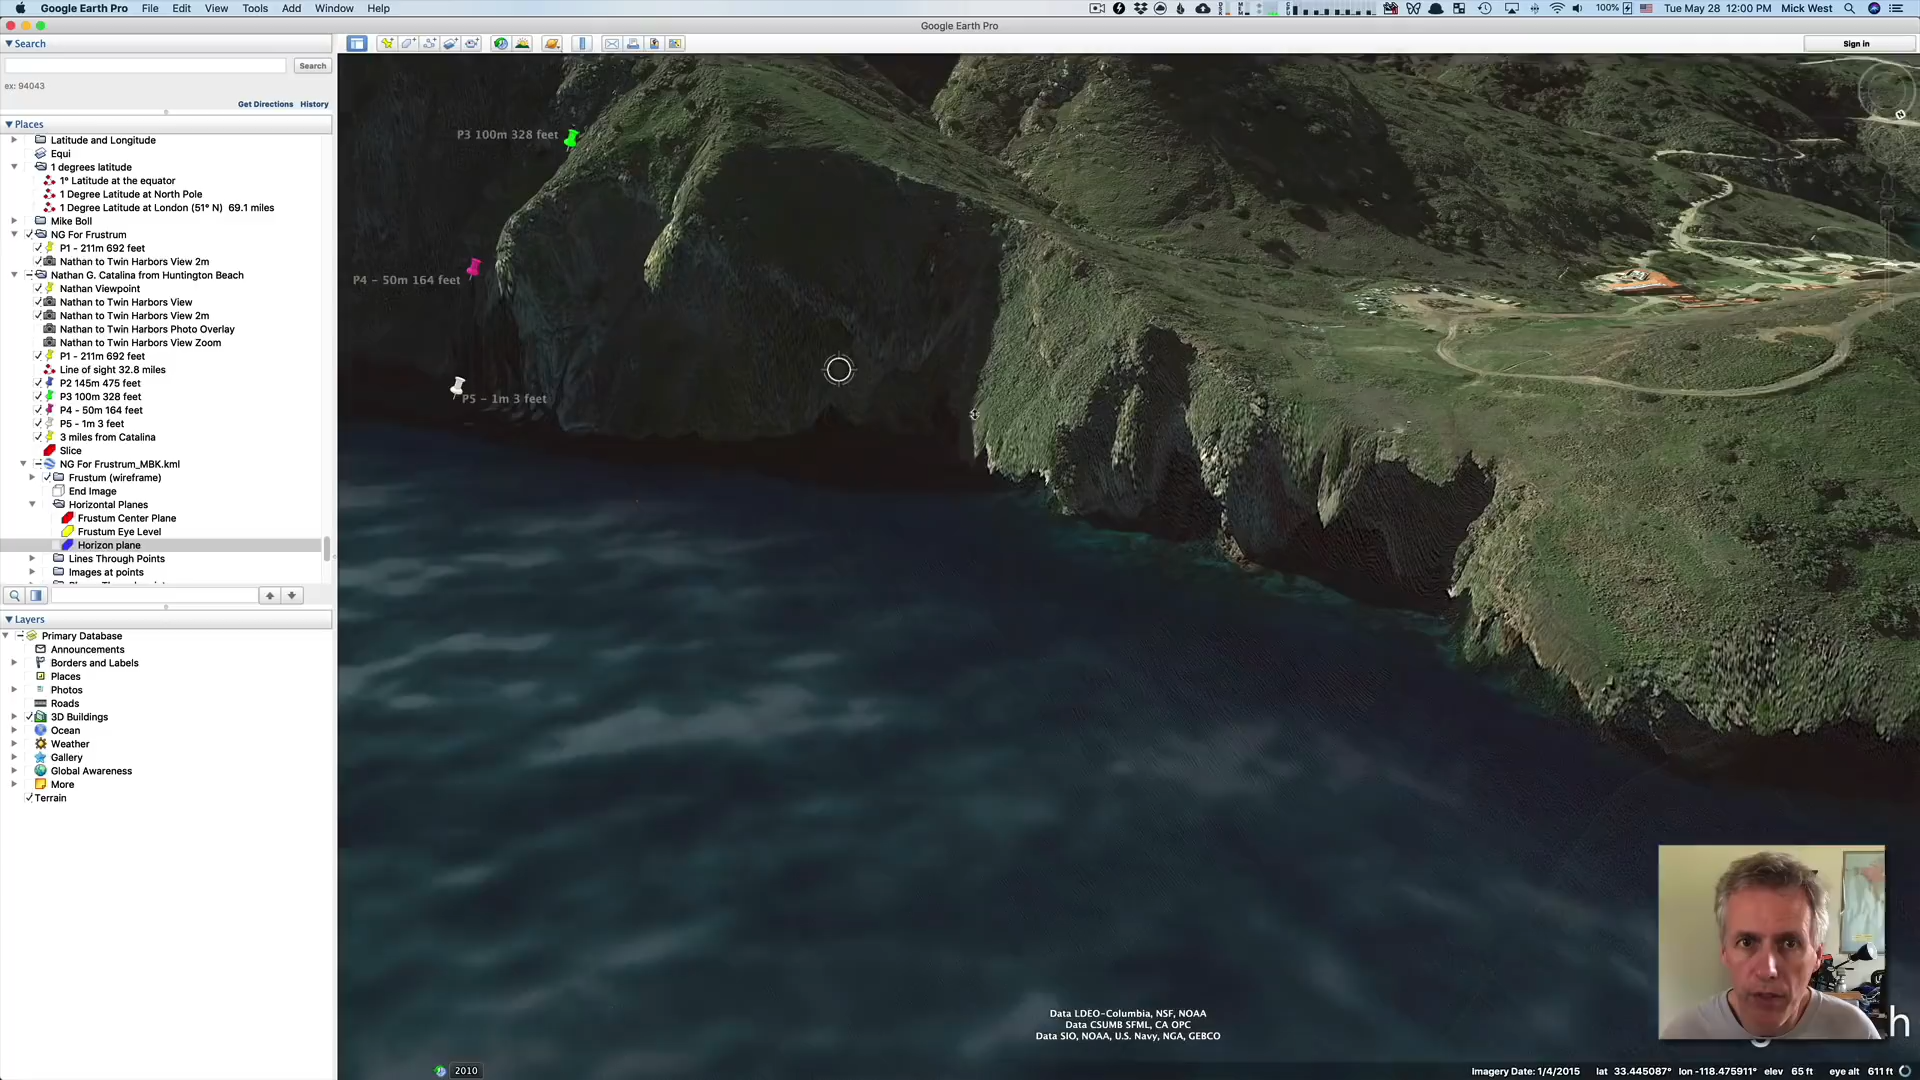 Google Earth Pro File Edit View Tools Add Window Help
100% Tue May 28 12:00 PM Mick West
Google Earth Pro
Search
Sign in
Search
ex: 94043
Get Directions History
Places
Latitude and Longitude
Equi
1 degrees latitude
1° Latitude at the equator
1 Degree Latitude at North Pole
1 Degree Latitude at London (51° N) 69.1 miles
Mike Boll
NG For Frustrum
P1 - 211m 692 feet
Nathan to Twin Harbors View 2m
Nathan G. Catalina from Huntington Beach
Nathan Viewpoint
Nathan to Twin Harbors View
Nathan to Twin Harbors View 2m
Nathan to Twin Harbors Photo Overlay
Nathan to Twin Harbors View Zoom
P1 - 211m 692 feet
Line of sight 32.8 miles
P2 145m 475 feet
P3 100m 328 feet
P4 - 50m 164 feet
P5 - 1m 3 feet
3 miles from Catalina
Slice
NG For Frustrum_MBK.kml
Frustum (wireframe)
End Image
Horizontal Planes
Frustum Center Plane
Frustum Eye Level
Horizon plane
Lines Through Points
Images at points
Layers
Primary Database
Announcements
Borders and Labels
Places
Photos
Roads
3D Buildings
Ocean
Weather
Gallery
Global Awareness
More
Terrain
P3 100m 328 feet
P4 - 50m 164 feet
P5 - 1m 3 feet
Data LDEO-Columbia, NSF, NOAA
Data CSUMB SFML, CA OPC
Data SIO, NOAA, U.S. Navy, NGA, GEBCO
2010
Imagery Date: 1/4/2015 lat 33.445087° lon -118.475911° elev 65 ft eye alt 611 ft